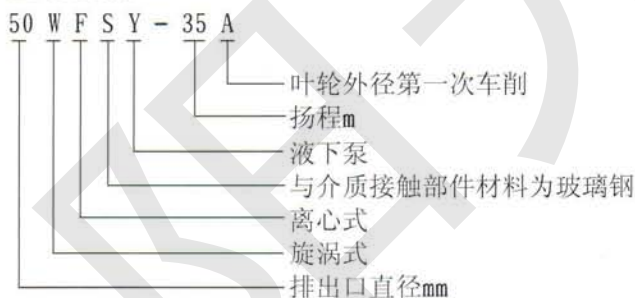 50 W F S Y - 35 A
叶轮外径第一次车削
扬程m
液下泵
与介质接触部件材料为玻璃钢
离心式
旋涡式
排出口直径mm